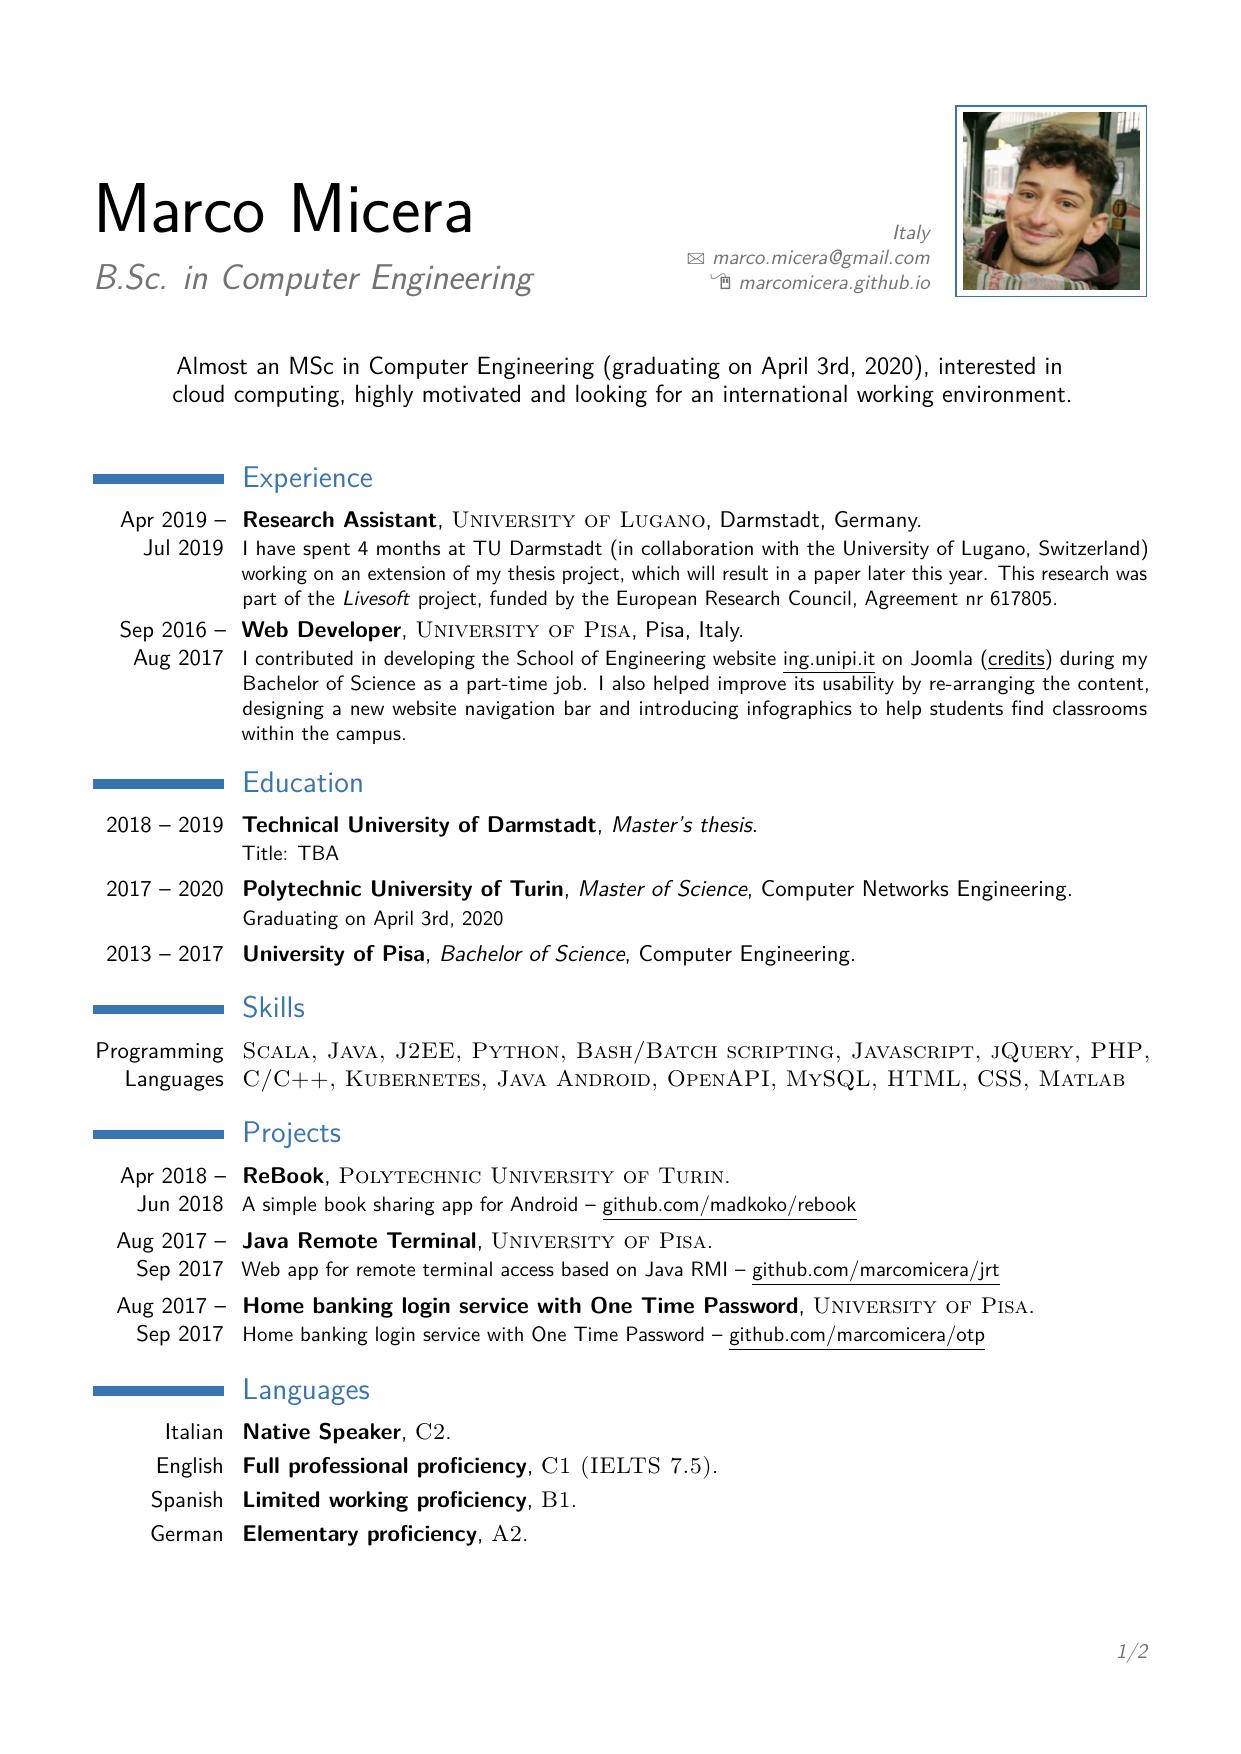 Marco Micera
B.Sc. in Computer Engineering
Italy
marco.micera@gmail.com
marcomicera.github.io
Almost an MSc in Computer Engineering (graduating on April 3rd, 2020), interested in
cloud computing, highly motivated and looking for an international working environment.
Experience
Apr 2019 – Research Assistant, University of Lugano, Darmstadt, Germany.
Jul 2019 I have spent 4 months at TU Darmstadt (in collaboration with the University of Lugano, Switzerland)
working on an extension of my thesis project, which will result in a paper later this year. This research was
part of the Livesoft project, funded by the European Research Council, Agreement nr 617805.
Sep 2016 – Web Developer, University of Pisa, Pisa, Italy.
Aug 2017 I contributed in developing the School of Engineering website ing.unipi.it on Joomla (credits) during my
Bachelor of Science as a part-time job. I also helped improve its usability by re-arranging the content,
designing a new website navigation bar and introducing infographics to help students find classrooms
within the campus.
Education
2018 – 2019 Technical University of Darmstadt, Master's thesis.
Title: TBA
2017 – 2020 Polytechnic University of Turin, Master of Science, Computer Networks Engineering.
Graduating on April 3rd, 2020
2013 – 2017 University of Pisa, Bachelor of Science, Computer Engineering.
Skills
Programming Scala, Java, J2EE, Python, Bash/Batch scripting, Javascript, jQuery, PHP,
Languages C/C++, Kubernetes, Java Android, OpenAPI, MySQL, HTML, CSS, Matlab
Projects
Apr 2018 – ReBook, Polytechnic University of Turin.
Jun 2018 A simple book sharing app for Android – github.com/madkoko/rebook
Aug 2017 – Java Remote Terminal, University of Pisa.
Sep 2017 Web app for remote terminal access based on Java RMI – github.com/marcomicera/jrt
Aug 2017 – Home banking login service with One Time Password, University of Pisa.
Sep 2017 Home banking login service with One Time Password – github.com/marcomicera/otp
Languages
Italian Native Speaker, C2.
English Full professional proficiency, C1 (IELTS 7.5).
Spanish Limited working proficiency, B1.
German Elementary proficiency, A2.
1/2